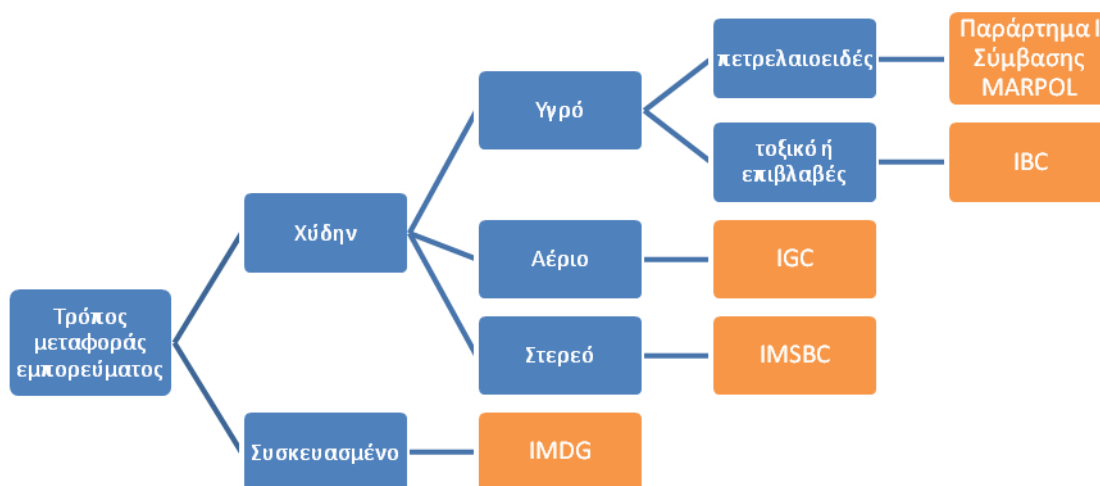 Τρόπος
μεταφοράς
εμπορεύματος
Χύδην
Υγρό
πετρελαιοειδές
Παράρτημα Ι
Σύμβασης
MARPOL
τοξικό ή
επιβλαβές
IBC
Αέριο
IGC
Στερεό
IMSBC
Συσκευασμένο
IMDG